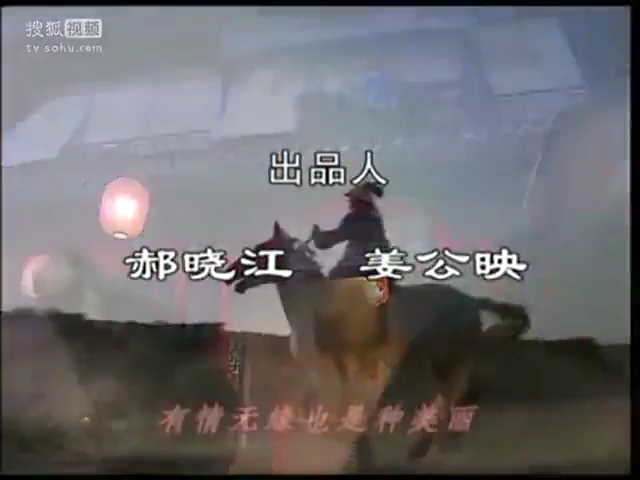 搜狐视频
tv.sohu.com
出品人
郝晓江 姜公映
有情无缘也是种美丽